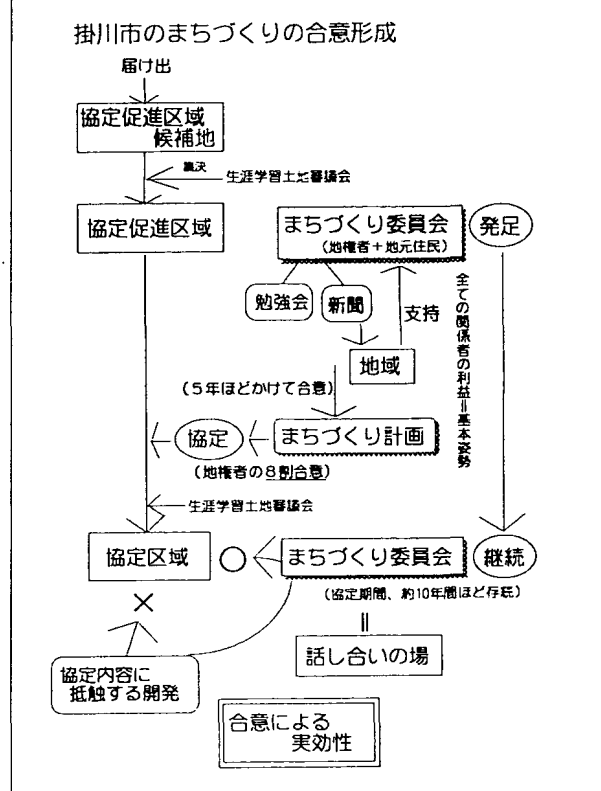 掛川市のまちづくりの合意形成
届け出
協定促進区域
候補地
裏決
生涯学習土地審議会
協定促進区域
まちづくり委員会
（地権者＋地元住民）
発足
勉強会
新聞
支持
地域
全ての関係者の利益＝基本姿勢
（５年ほどかけて合意）
協定
まちづくり計画
（地権者の８割合意）
生涯学習土地審議会
協定区域
○
まちづくり委員会
継続
（協定期間、約10年間ほど存続）
×
＝
話し合いの場
協定内容に
抵触する開発
合意による
実効性